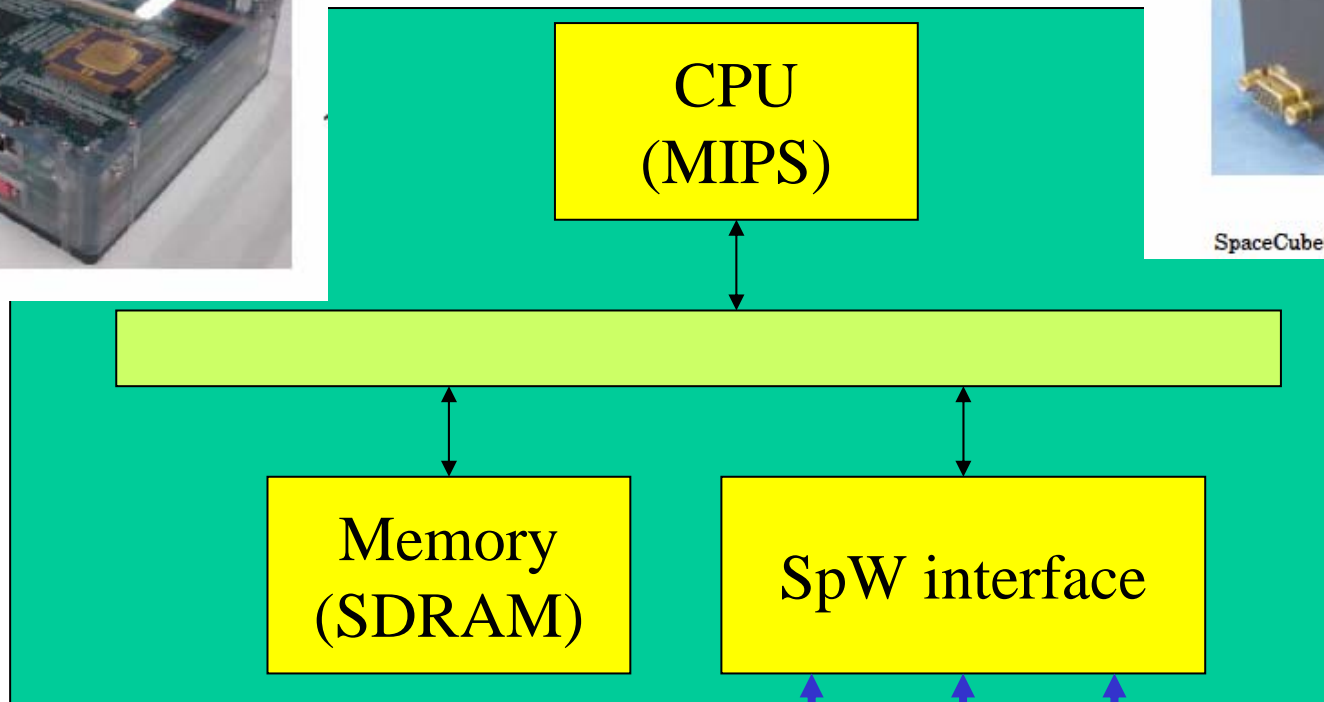 CPU
(MIPS)
SpaceCube
Memory
(SDRAM)
SpW interface